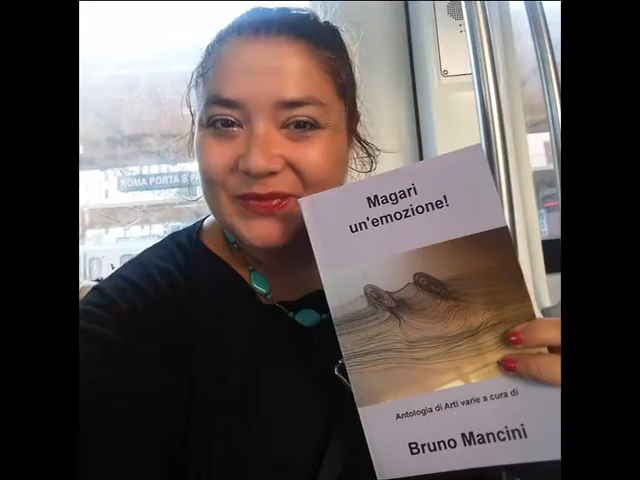 ROMA PORTA S
Magari
un'emozione!
Antologia di Arti varie a cura di
Bruno Mancini